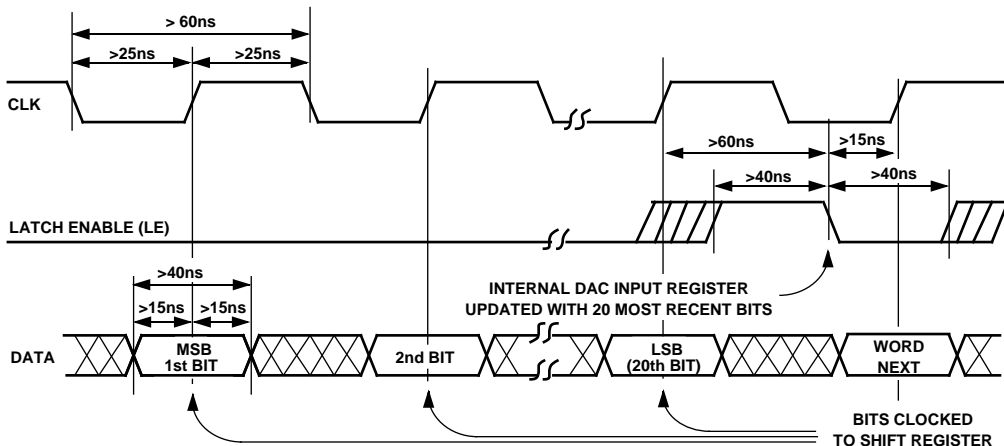 > 60ns
>25ns >25ns
CLK
>60ns >15ns
>40ns >40ns
LATCH ENABLE (LE)
INTERNAL DAC INPUT REGISTER
UPDATED WITH 20 MOST RECENT BITS
>40ns
>15ns >15ns
DATA
MSB
1st BIT
2nd BIT
LSB
(20th BIT)
WORD
NEXT
BITS CLOCKED
TO SHIFT REGISTER